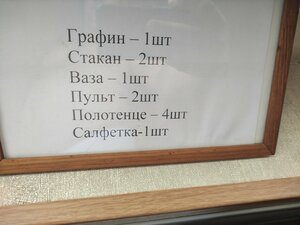 Графин – 1шт
Стакан – 2шт
Ваза – 1шт
Пульт – 2шт
Полотенце – 4шт
Салфетка-1шт